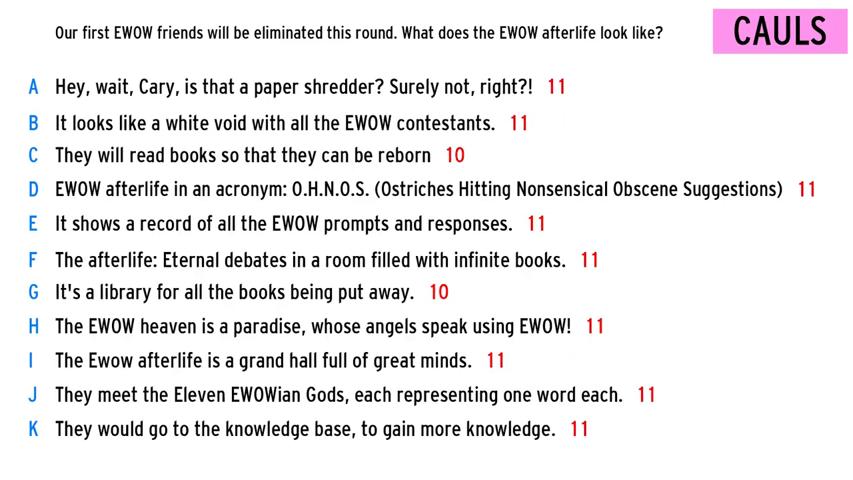 Our first EWOW friends will be eliminated this round. What does the EWOW afterlife look like?
CAULS
A Hey, wait, Cary, is that a paper shredder? Surely not, right?! 11
B It looks like a white void with all the EWOW contestants. 11
C They will read books so that they can be reborn 10
D EWOW afterlife in an acronym: O.H.N.O.S. (Ostriches Hitting Nonsensical Obscene Suggestions) 11
E It shows a record of all the EWOW prompts and responses. 11
F The afterlife: Eternal debates in a room filled with infinite books. 11
G It's a library for all the books being put away. 10
H The EWOW heaven is a paradise, whose angels speak using EWOW! 11
I The Ewow afterlife is a grand hall full of great minds. 11
J They meet the Eleven EWOWian Gods, each representing one word each. 11
K They would go to the knowledge base, to gain more knowledge. 11